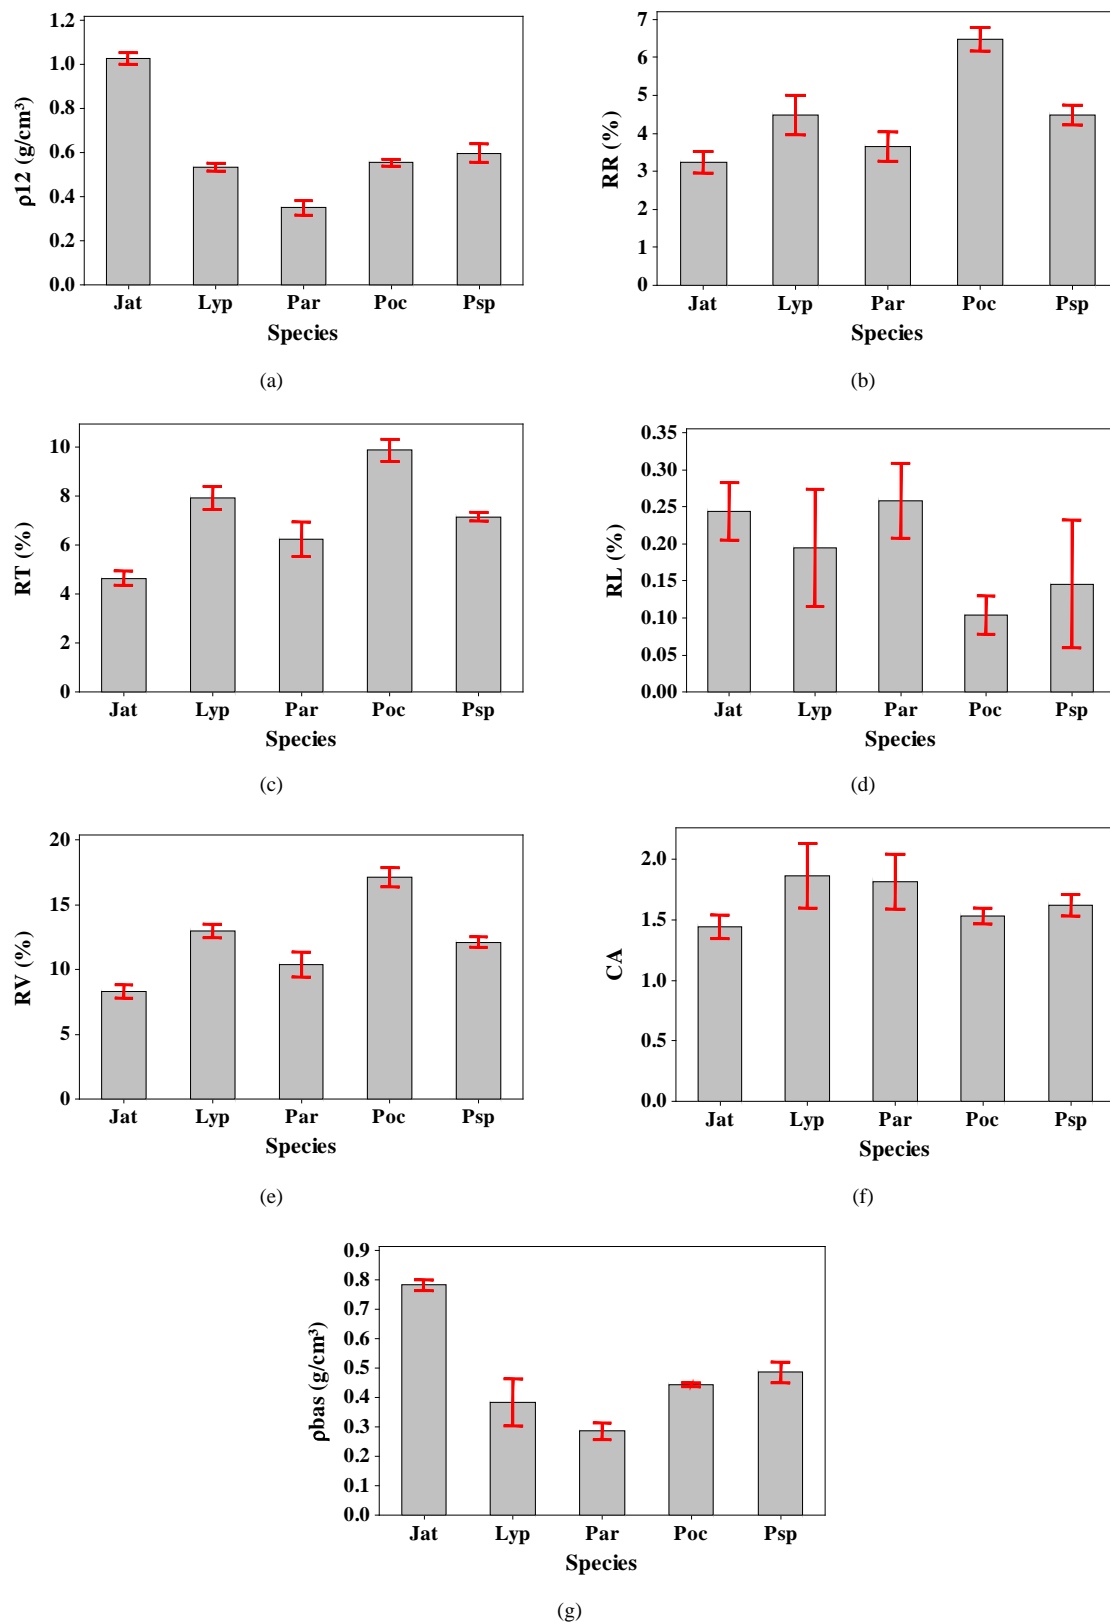 1.2
1.0
0.8
0.6
0.4
0.2
0.0
ρ12 (g/cm³)
Jat Lyp Par Poc Psp
Species
(a)
7
6
5
4
3
2
1
0
RR (%)
Jat Lyp Par Poc Psp
Species
(b)
10
8
6
4
2
0
RT (%)
Jat Lyp Par Poc Psp
Species
(c)
0.35
0.30
0.25
0.20
0.15
0.10
0.05
0.00
RL (%)
Jat Lyp Par Poc Psp
Species
(d)
20
15
10
5
0
RV (%)
Jat Lyp Par Poc Psp
Species
(e)
2.0
1.5
1.0
0.5
0.0
CA
Jat Lyp Par Poc Psp
Species
(f)
0.9
0.8
0.7
0.6
0.5
0.4
0.3
0.2
0.1
0.0
ρbas (g/cm³)
Jat Lyp Par Poc Psp
Species
(g)